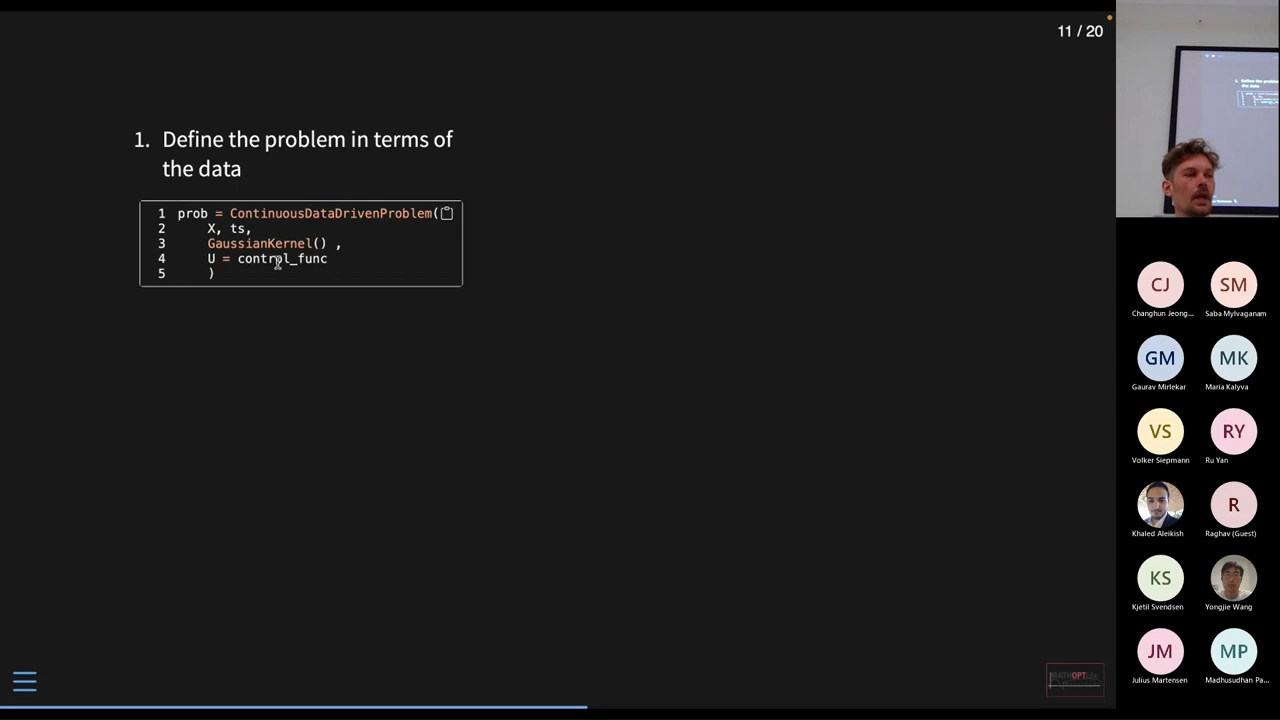 11 / 20
1. Define the problem in terms of
the data
1 prob = ContinuousDataDrivenProblem(
2 X, ts,
3 GaussianKernel() ,
4 U = control_func
5 )
CJ
Changhun Jeong...
SM
Saba Mylvaganam
GM
Gaurav Mirlekar
MK
Maria Kalyva
VS
Volker Siepmann
RY
Ru Yan
Khaled Aleikish
R
Raghav (Guest)
KS
Kjetil Svendsen
Yongjie Wang
JM
Julius Martensen
MP
Madhusudhan Pa...